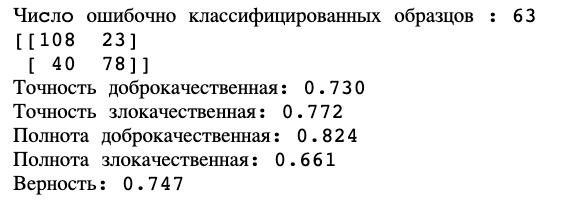 Число ошибочно классифицированных образцов : 63
[[108 23]
[ 40 78]]
Точность доброкачественная: 0.730
Точность злокачественная: 0.772
Полнота доброкачественная: 0.824
Полнота злокачественная: 0.661
Верность: 0.747